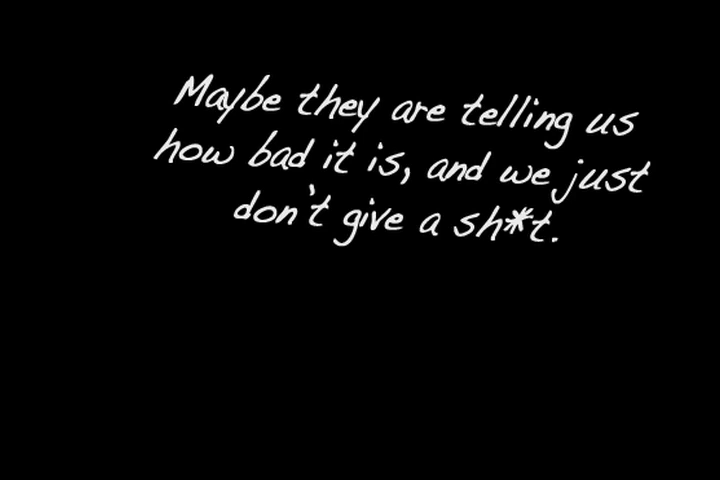 Maybe they are telling us
how bad it is, and we just
don't give a sh*t.